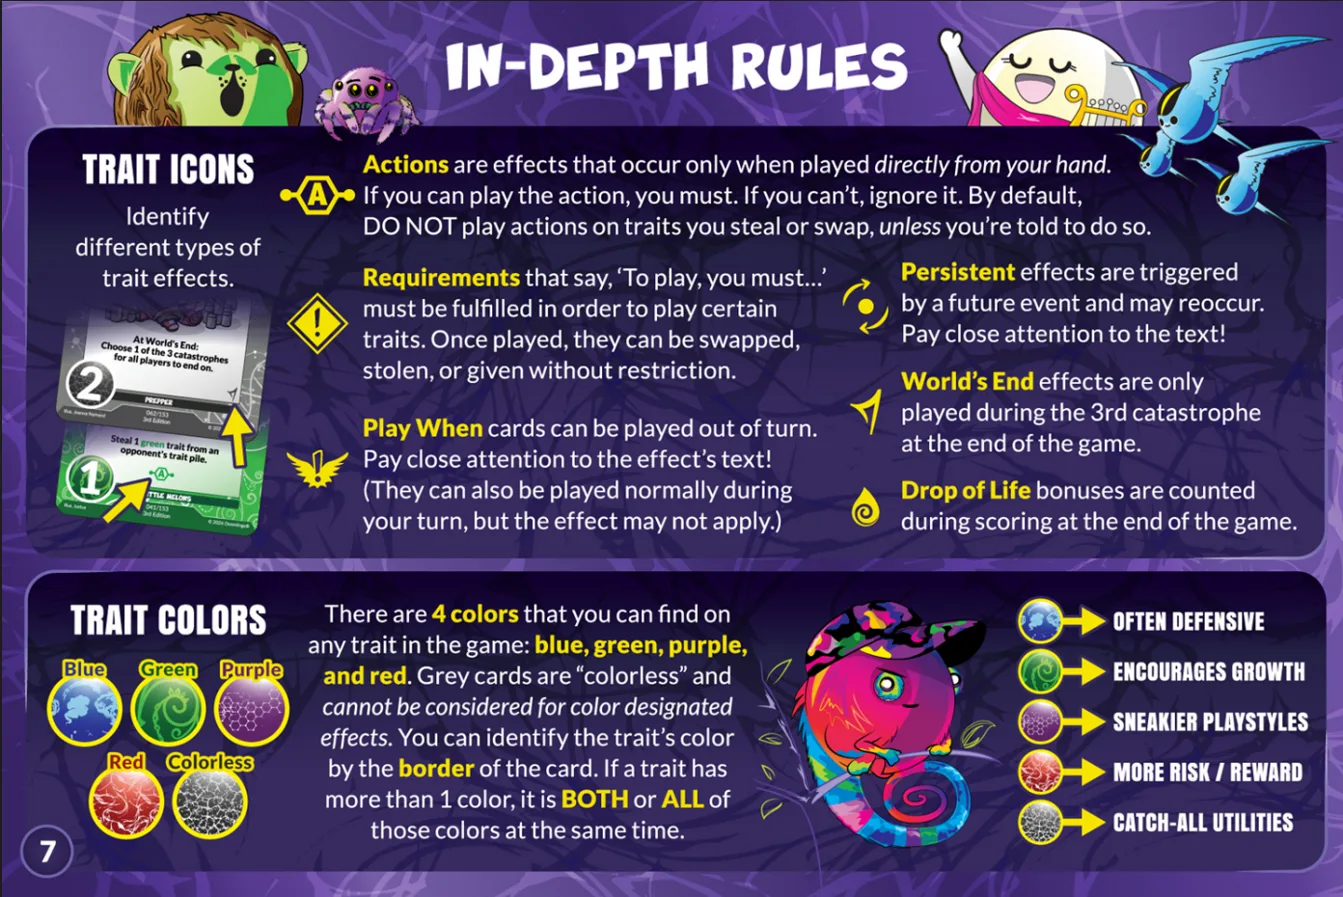 IN-DEPTH RULES
TRAIT ICONS
Identify
different types of
trait effects.
At World's End:
Choose 1 of the 3 catastrophes
for all players to end on.
2
PREPPER
062/153
3rd Edition
Steal 1 green trait from an
opponent's trait pile.
A
1
TTLE MELONS
041/153
3rd Edition
A
Actions are effects that occur only when played directly from your hand.
If you can play the action, you must. If you can't, ignore it. By default,
DO NOT play actions on traits you steal or swap, unless you're told to do so.
!
Requirements that say, 'To play, you must...'
must be fulfilled in order to play certain
traits. Once played, they can be swapped,
stolen, or given without restriction.
!
Play When cards can be played out of turn.
Pay close attention to the effect's text!
(They can also be played normally during
your turn, but the effect may not apply.)
Persistent effects are triggered
by a future event and may reoccur.
Pay close attention to the text!
World's End effects are only
played during the 3rd catastrophe
at the end of the game.
Drop of Life bonuses are counted
during scoring at the end of the game.
TRAIT COLORS
Blue
Green
Purple
Red
Colorless
There are 4 colors that you can find on
any trait in the game: blue, green, purple,
and red. Grey cards are “colorless” and
cannot be considered for color designated
effects. You can identify the trait's color
by the border of the card. If a trait has
more than 1 color, it is BOTH or ALL of
those colors at the same time.
OFTEN DEFENSIVE
ENCOURAGES GROWTH
SNEAKIER PLAYSTYLES
MORE RISK / REWARD
CATCH-ALL UTILITIES
7